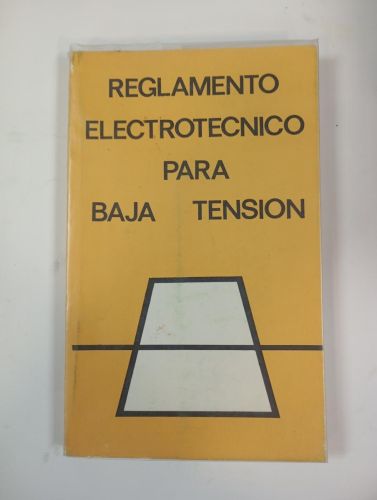 REGLAMENTO
ELECTROTECNICO
PARA
BAJA TENSION